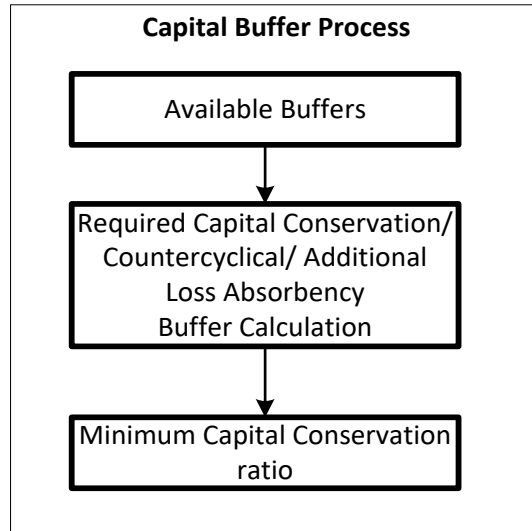 Capital Buffer Process
Available Buffers
Required Capital Conservation/
Countercyclical/ Additional
Loss Absorbency
Buffer Calculation
Minimum Capital Conservation
ratio